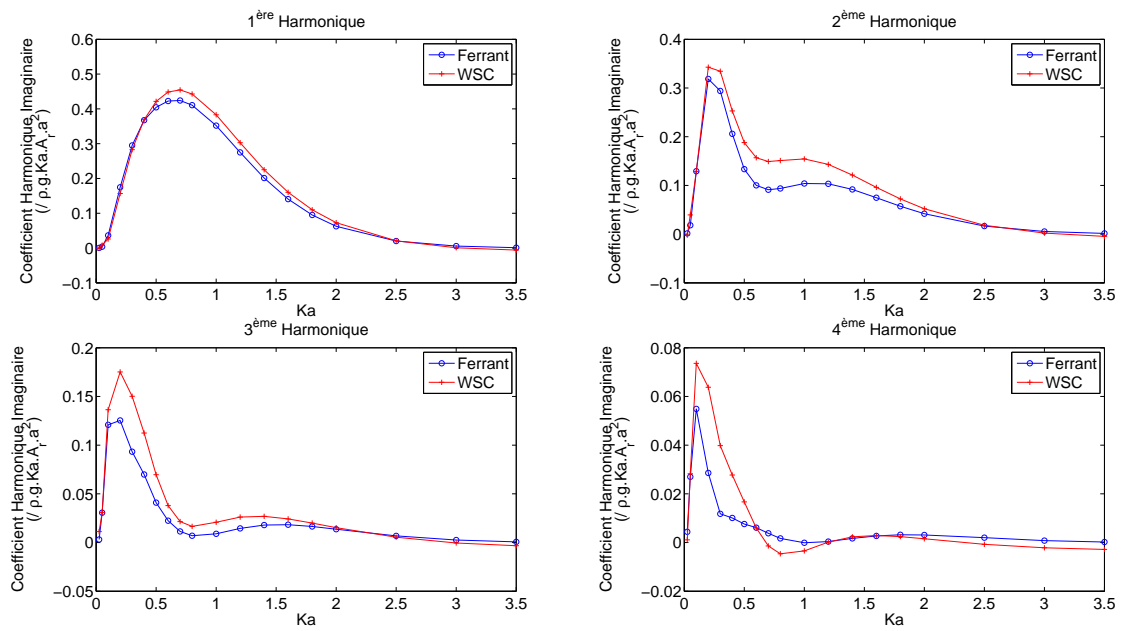 1ère Harmonique
Coefficient Harmonique Imaginaire
(/ ρ.g.Ka.Ar.a²)
0.6
0.5
0.4
0.3
0.2
0.1
0
−0.1
0 0.5 1 1.5 2 2.5 3 3.5
Ka
Ferrant
WSC
2ème Harmonique
Coefficient Harmonique Imaginaire
(/ ρ.g.Ka.Ar.a²)
0.4
0.3
0.2
0.1
0
−0.1
0 0.5 1 1.5 2 2.5 3 3.5
Ka
Ferrant
WSC
3ème Harmonique
Coefficient Harmonique Imaginaire
(/ ρ.g.Ka.Ar.a²)
0.2
0.15
0.1
0.05
0
−0.05
0 0.5 1 1.5 2 2.5 3 3.5
Ka
Ferrant
WSC
4ème Harmonique
Coefficient Harmonique Imaginaire
(/ ρ.g.Ka.Ar.a²)
0.08
0.06
0.04
0.02
0
−0.02
0 0.5 1 1.5 2 2.5 3 3.5
Ka
Ferrant
WSC